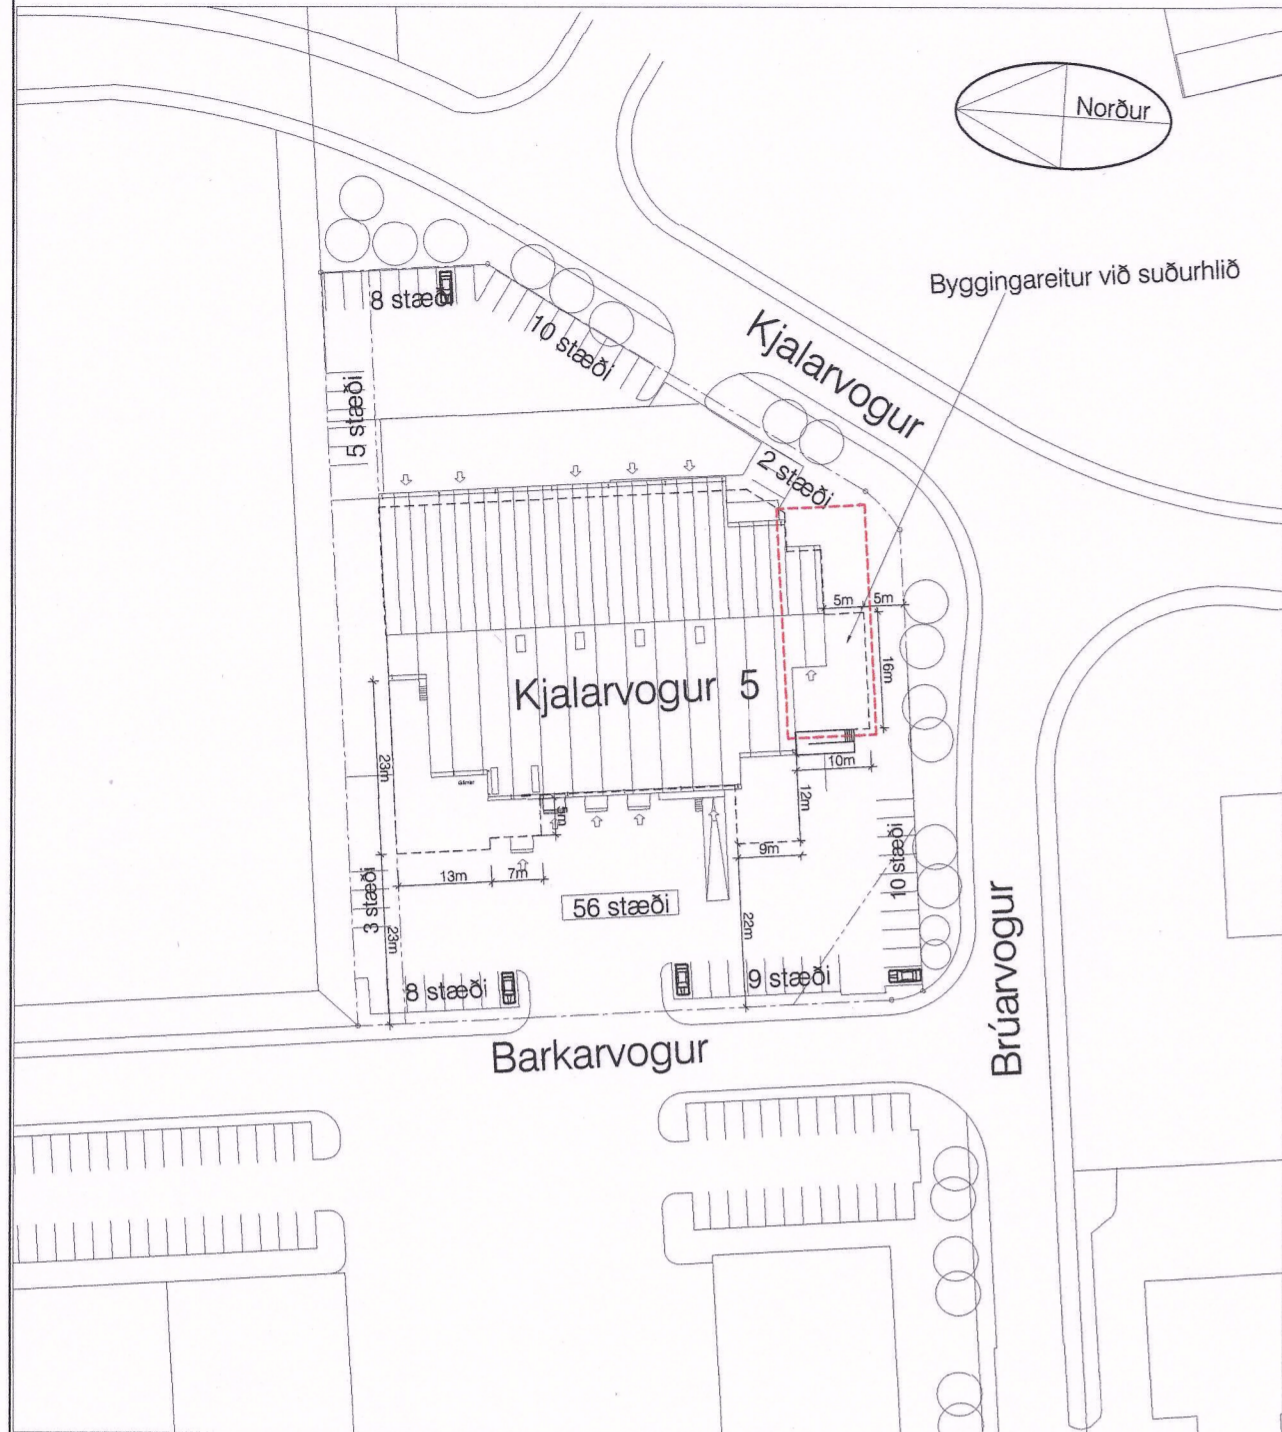 Norður
Byggingareitur við suðurhlið
8 stæði
10 stæði
Kjalarvogur
5 stæði
2 stæði
5m
5m
16m
Kjalarvogur 5
23m
10m
12m
5m
9m
13m
7m
10 stæði
56 stæði
3 stæði
23m
22m
8 stæði
9 stæði
Barkarvogur
Brúarvogur